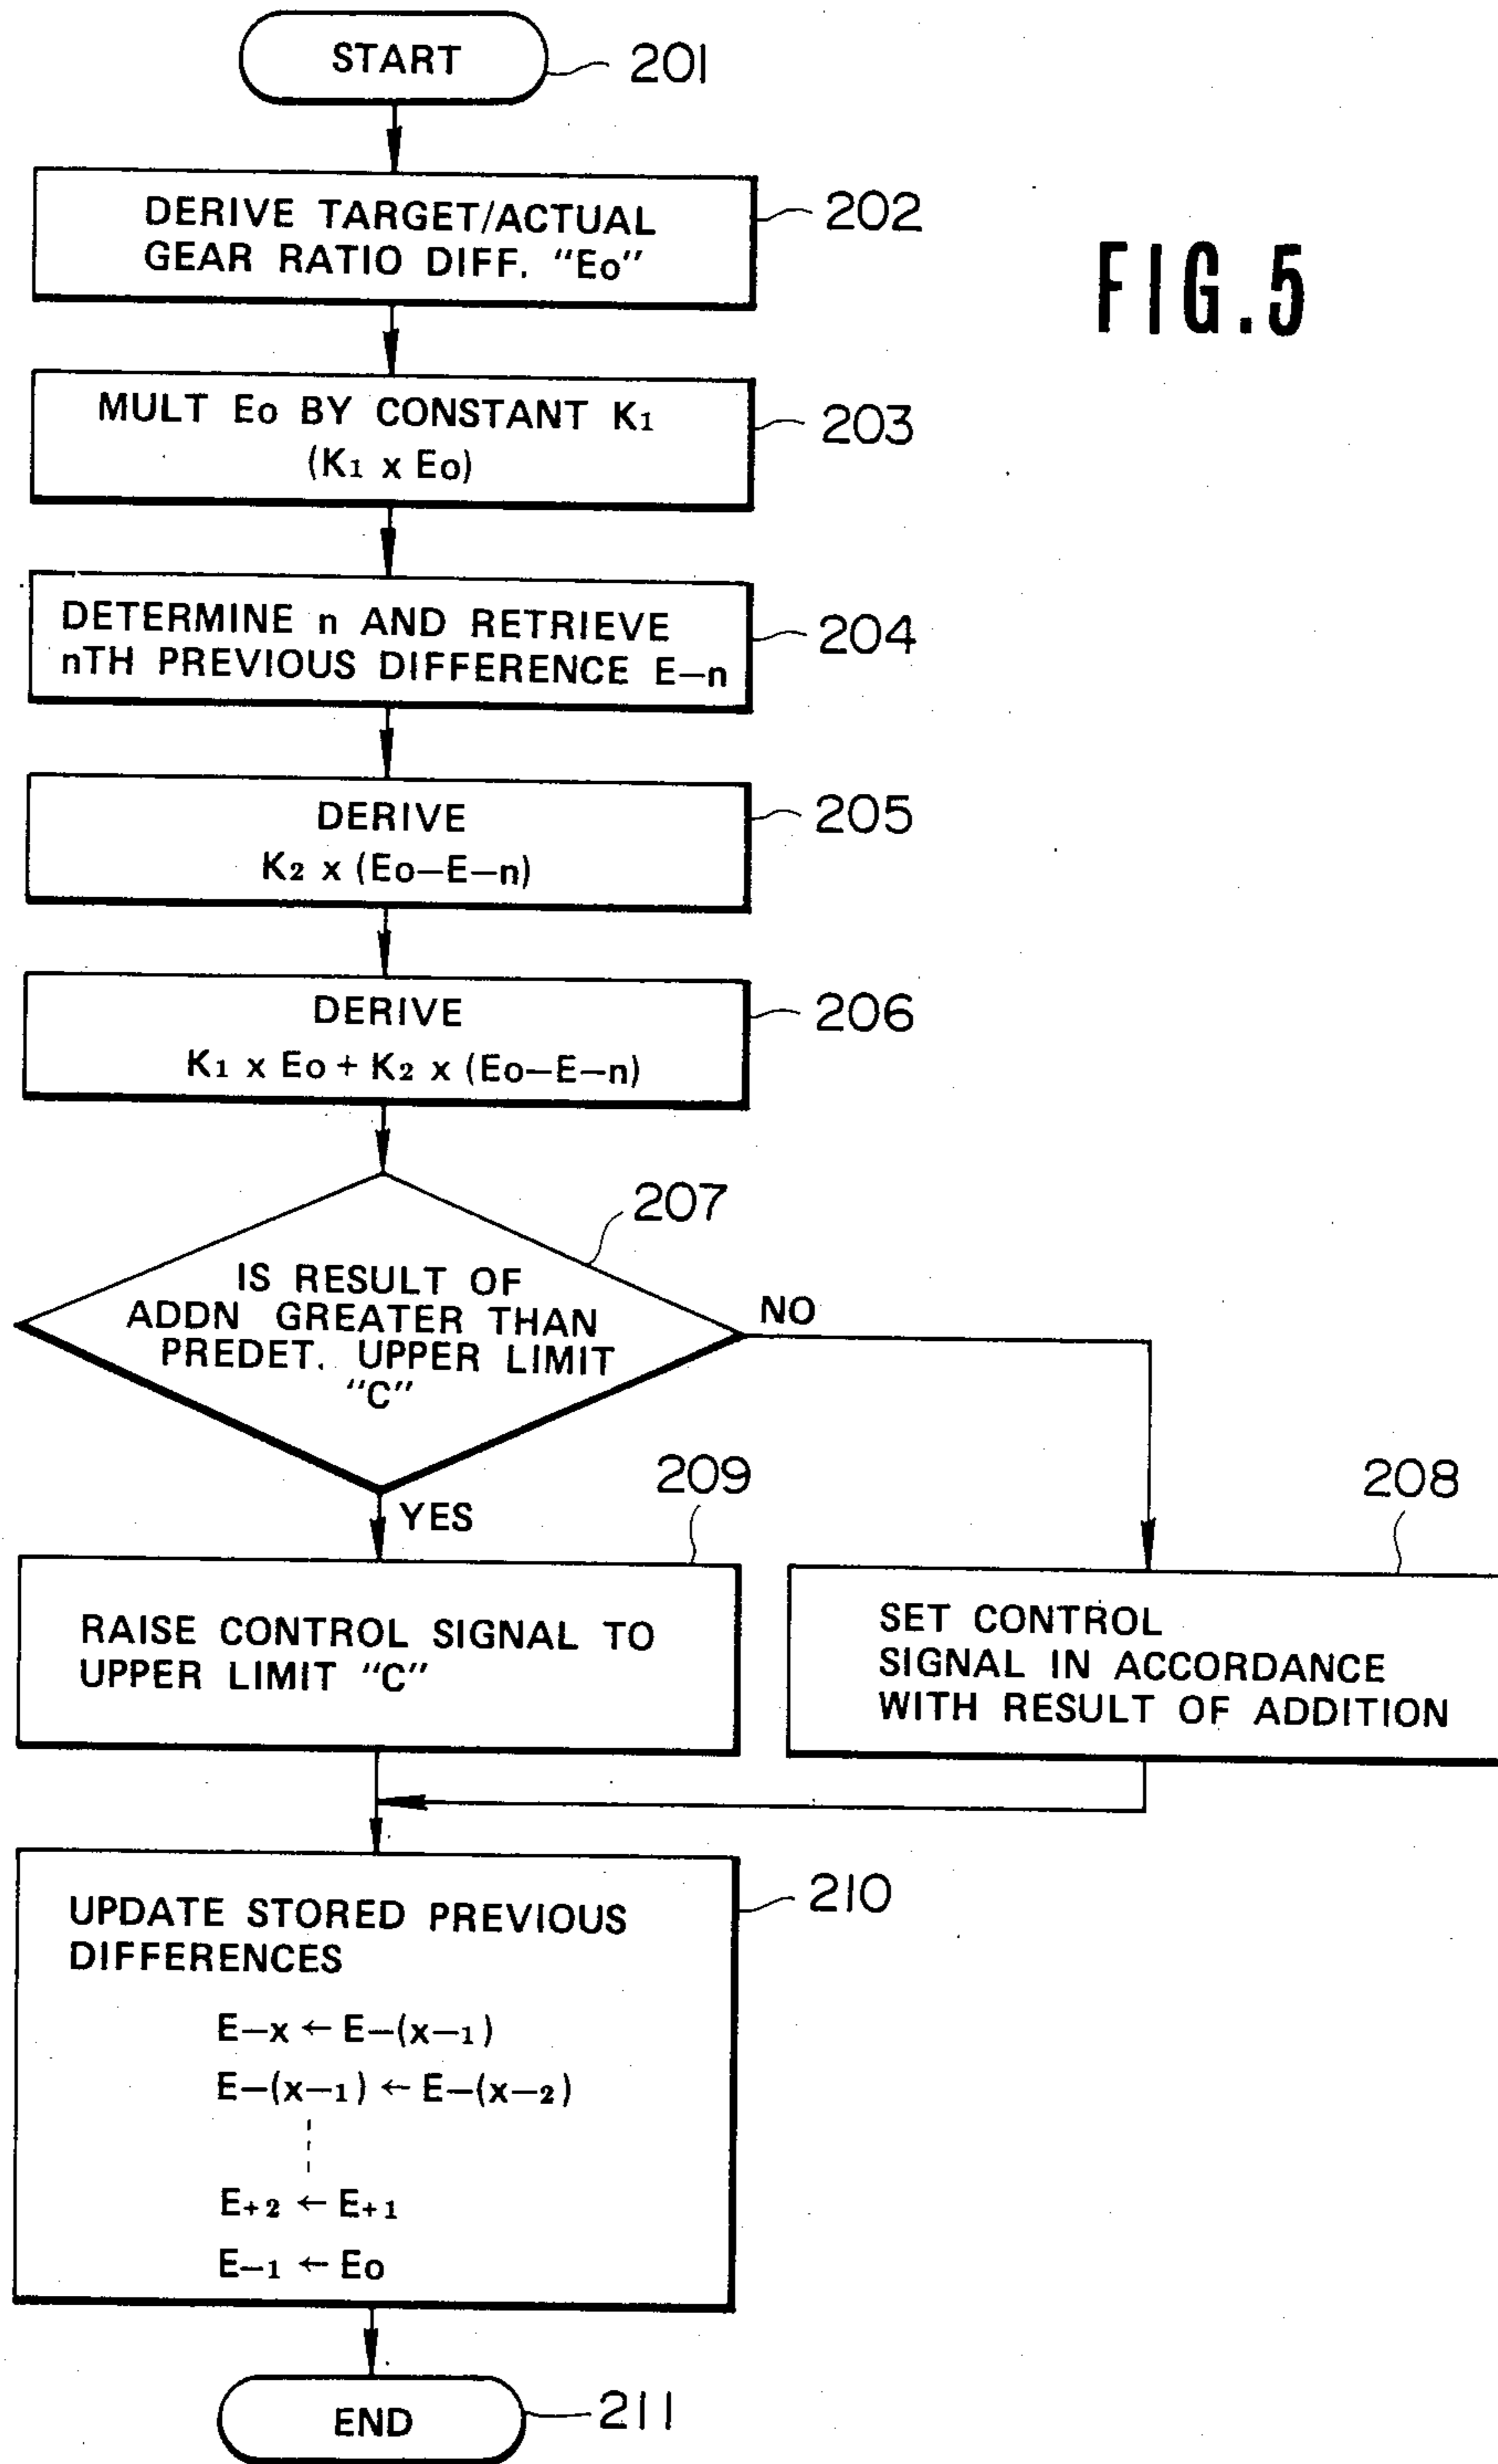 START
201
DERIVE TARGET/ACTUAL
GEAR RATIO DIFF. "Eo"
202
FIG.5
MULT Eo BY CONSTANT K1
(K1 x Eo)
203
DETERMINE n AND RETRIEVE
nTH PREVIOUS DIFFERENCE E-n
204
DERIVE
K2 x (Eo-E-n)
205
DERIVE
K1 x Eo + K2 x (Eo-E-n)
206
207
IS RESULT OF
ADDN GREATER THAN
PREDET. UPPER LIMIT
"C"
NO
YES
209
RAISE CONTROL SIGNAL TO
UPPER LIMIT "C"
208
SET CONTROL
SIGNAL IN ACCORDANCE
WITH RESULT OF ADDITION
UPDATE STORED PREVIOUS
DIFFERENCES
210
E-x ← E-(x-1)
E-(x-1) ← E-(x-2)
E+2 ← E+1
E-1 ← Eo
END
211